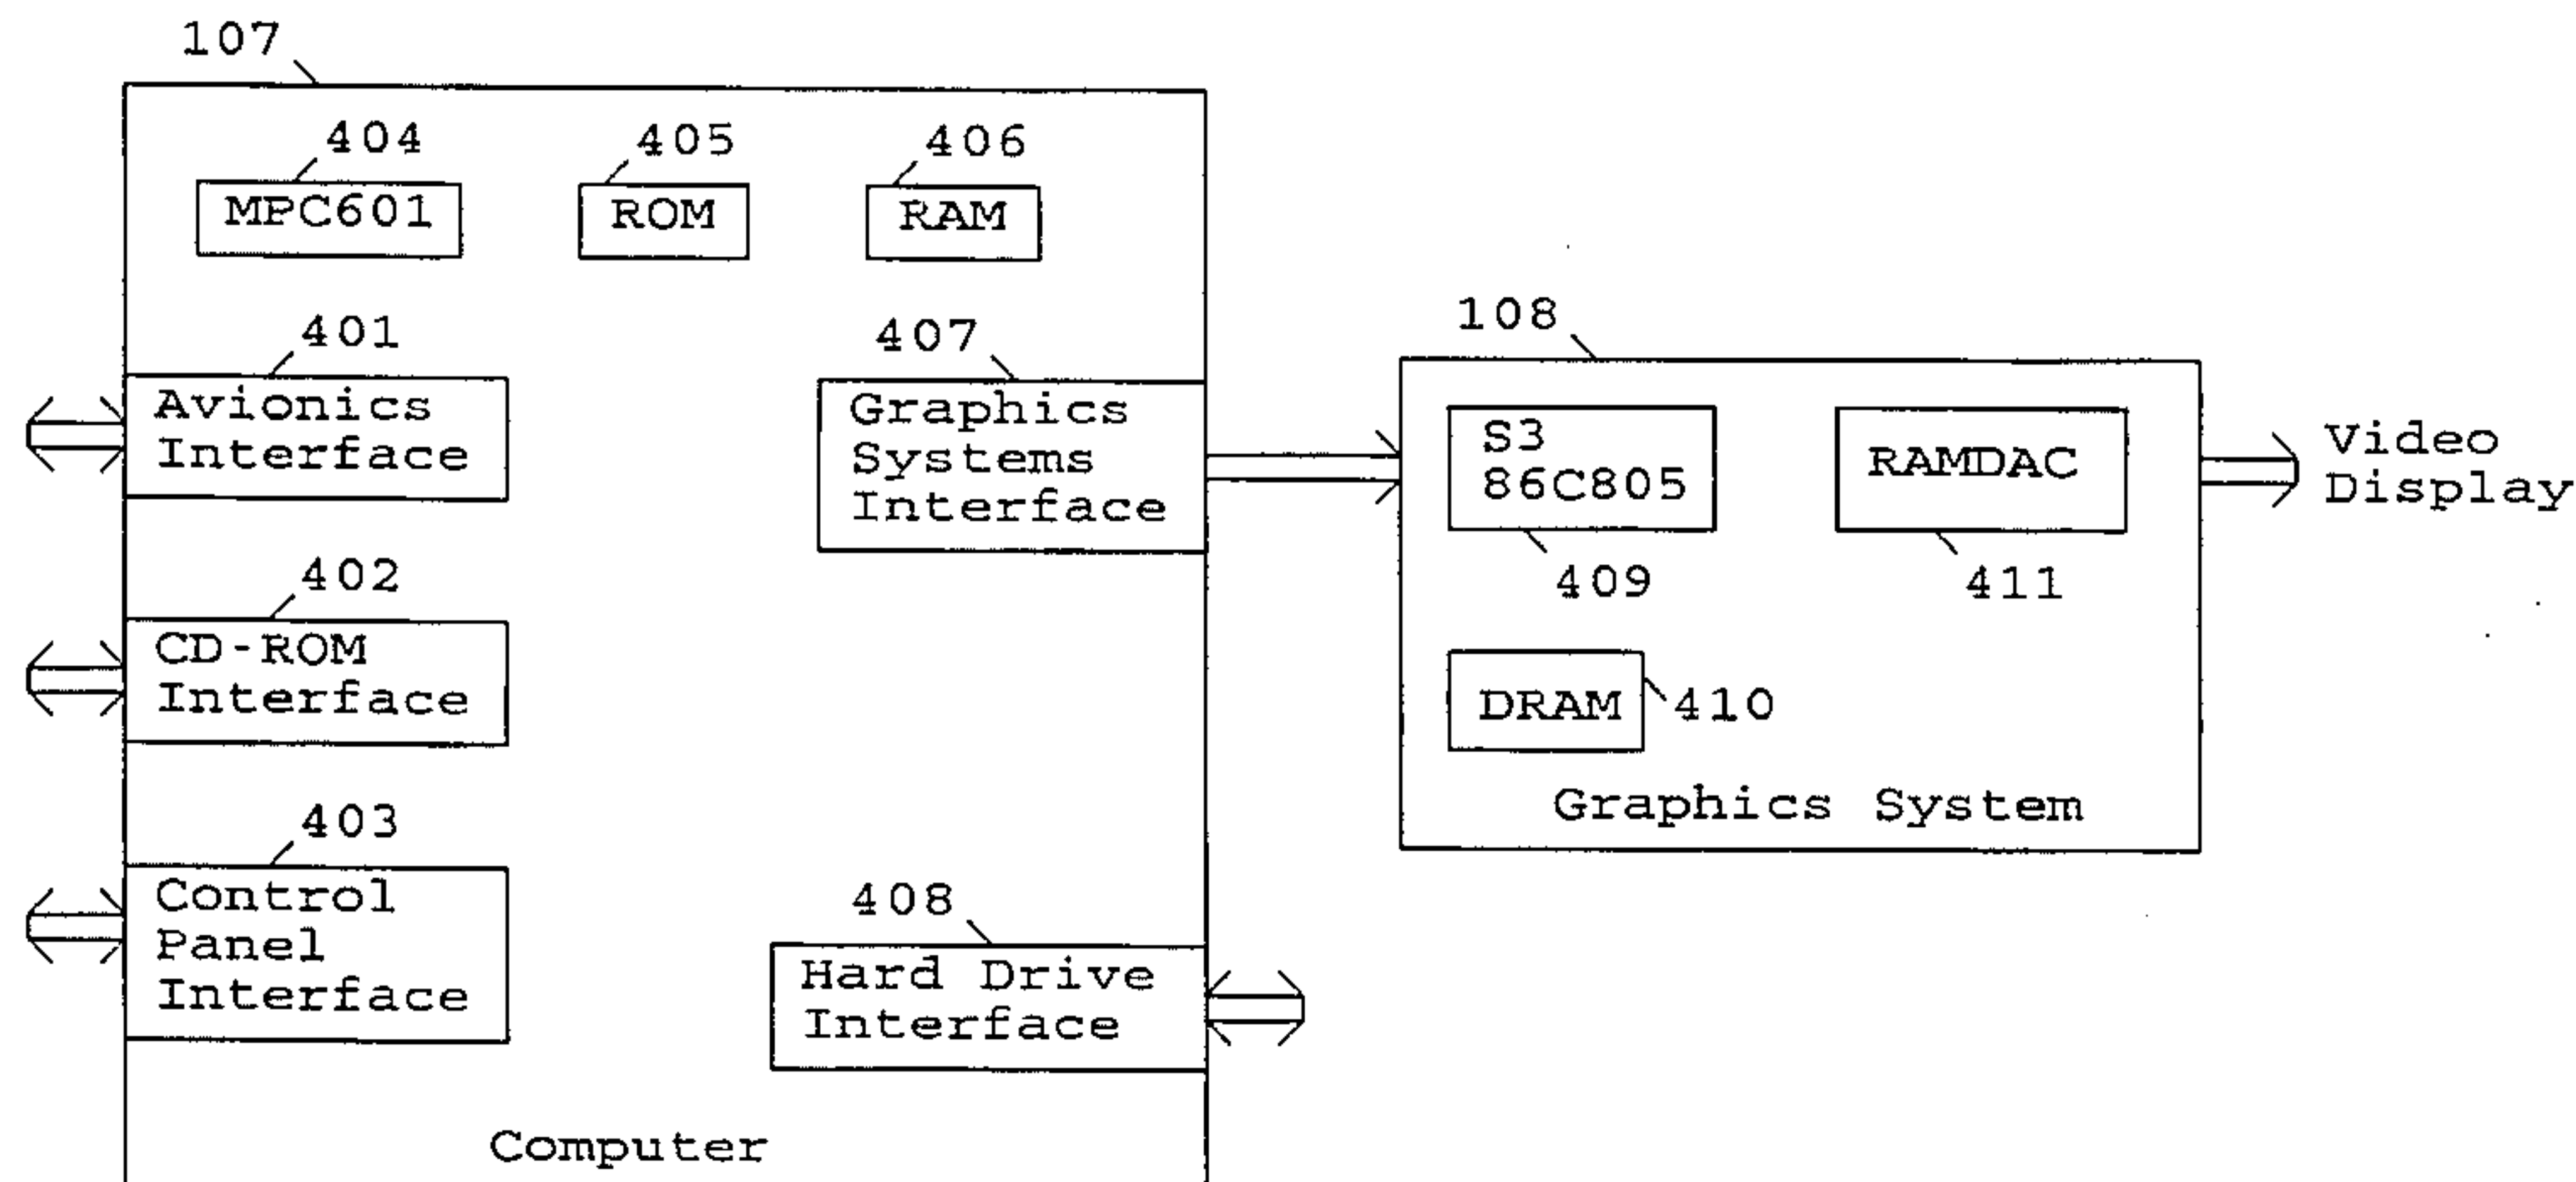 107
404
405
406
MPC601
ROM
RAM
401
Avionics
Interface
407
Graphics
Systems
Interface
402
CD-ROM
Interface
403
Control
Panel
Interface
408
Hard Drive
Interface
Computer
108
S3
86C805
RAMDAC
409
411
DRAM
410
Graphics System
Video
Display